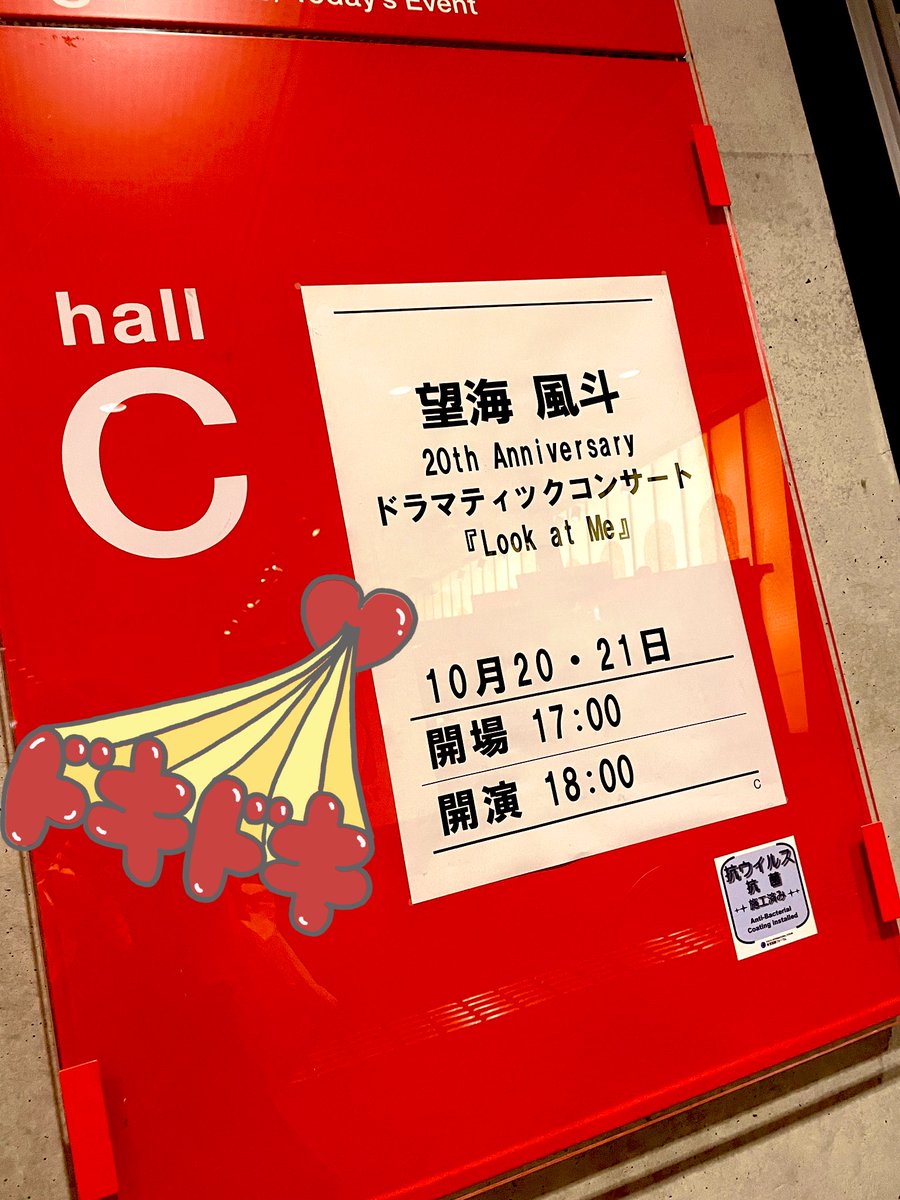 Today's Event
hall
C
望海 風斗
20th Anniversary
ドラマティックコンサート
『Look at Me』
10月20・21日
開場 17:00
開演 18:00
C
ドキドキ
抗ウイルス
抗菌
施工済み
Anti-Bacterial
Coating Installed